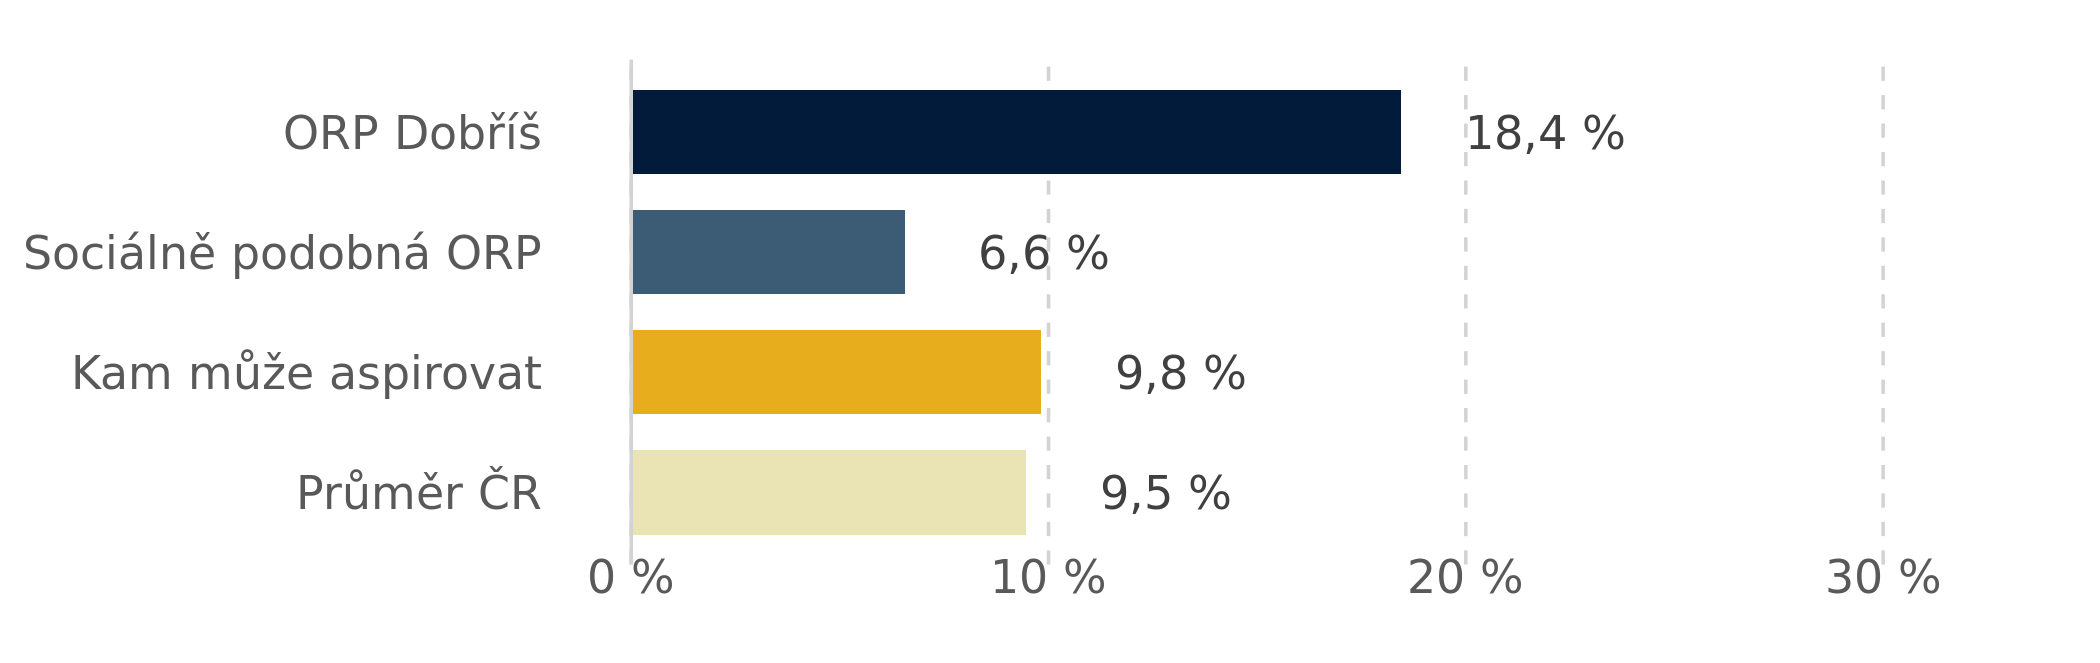 ORP Dobříš 18,4 %
Sociálně podobná ORP 6,6 %
Kam může aspirovat 9,8 %
Průměr ČR 9,5 %
0 % 10 % 20 % 30 %